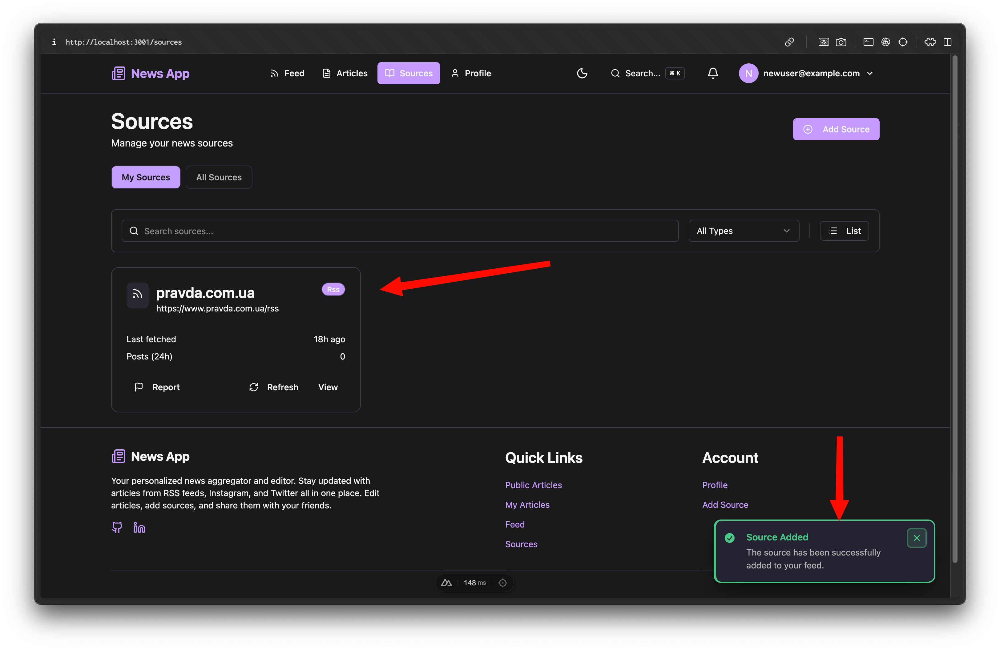 http://localhost:3001/sources
News App
Feed
Articles
Sources
Profile
Search...
⌘ K
N
newuser@example.com
Sources
Manage your news sources
Add Source
My Sources
All Sources
Search sources...
All Types
List
pravda.com.ua
Rss
https://www.pravda.com.ua/rss
Last fetched
18h ago
Posts (24h)
0
Report
Refresh
View
News App
Your personalized news aggregator and editor. Stay updated with
articles from RSS feeds, Instagram, and Twitter all in one place. Edit
articles, add sources, and share them with your friends.
Quick Links
Public Articles
My Articles
Feed
Sources
Account
Profile
Add Source
Source Added
The source has been successfully
added to your feed.
148 ms